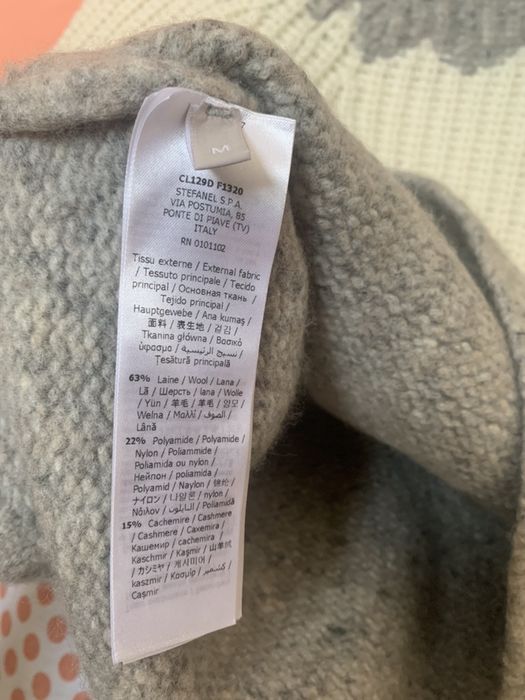 M
7
CL129D F1320
STEFANEL S.P.A.
VIA POSTUMIA, 85
PONTE DI PIAVE (TV)
ITALY
RN 0101102
Tissu externe / External fabric
/ Tessuto principale / Tecido
principal / Основная ткань /
Tejido principal /
Hauptgewebe / Ana kumaş /
面料 / 表生地 / 겉감 /
Tkanina główna / Βασικό
ύφασμα / نسيج الرئيسية /
Țesătură principală
63% Laine / Wool / Lana /
Lã / Шерсть / lana / Wolle
/ Yün / 羊毛 / 羊毛 / 양모 /
Wełna / Μαλλί / الصوف /
Lână
22% Polyamide / Polyamide /
Nylon / Poliammide /
Poliamida ou nylon /
Нейлон / poliamida /
Polyamid / Naylon / 锦纶 /
ナイロン / 나일론 / nylon /
Νάιλον / النايلون / Poliamidă
15% Cachemire / Cashmere
/ Cashmere / Caxemira /
Кашемир / cachemira /
Kaschmir / Kaşmir / 山羊绒
/ カシミヤ / 캐시미어 /
kaszmir / Κασμίρ / كشمير /
Cașmir